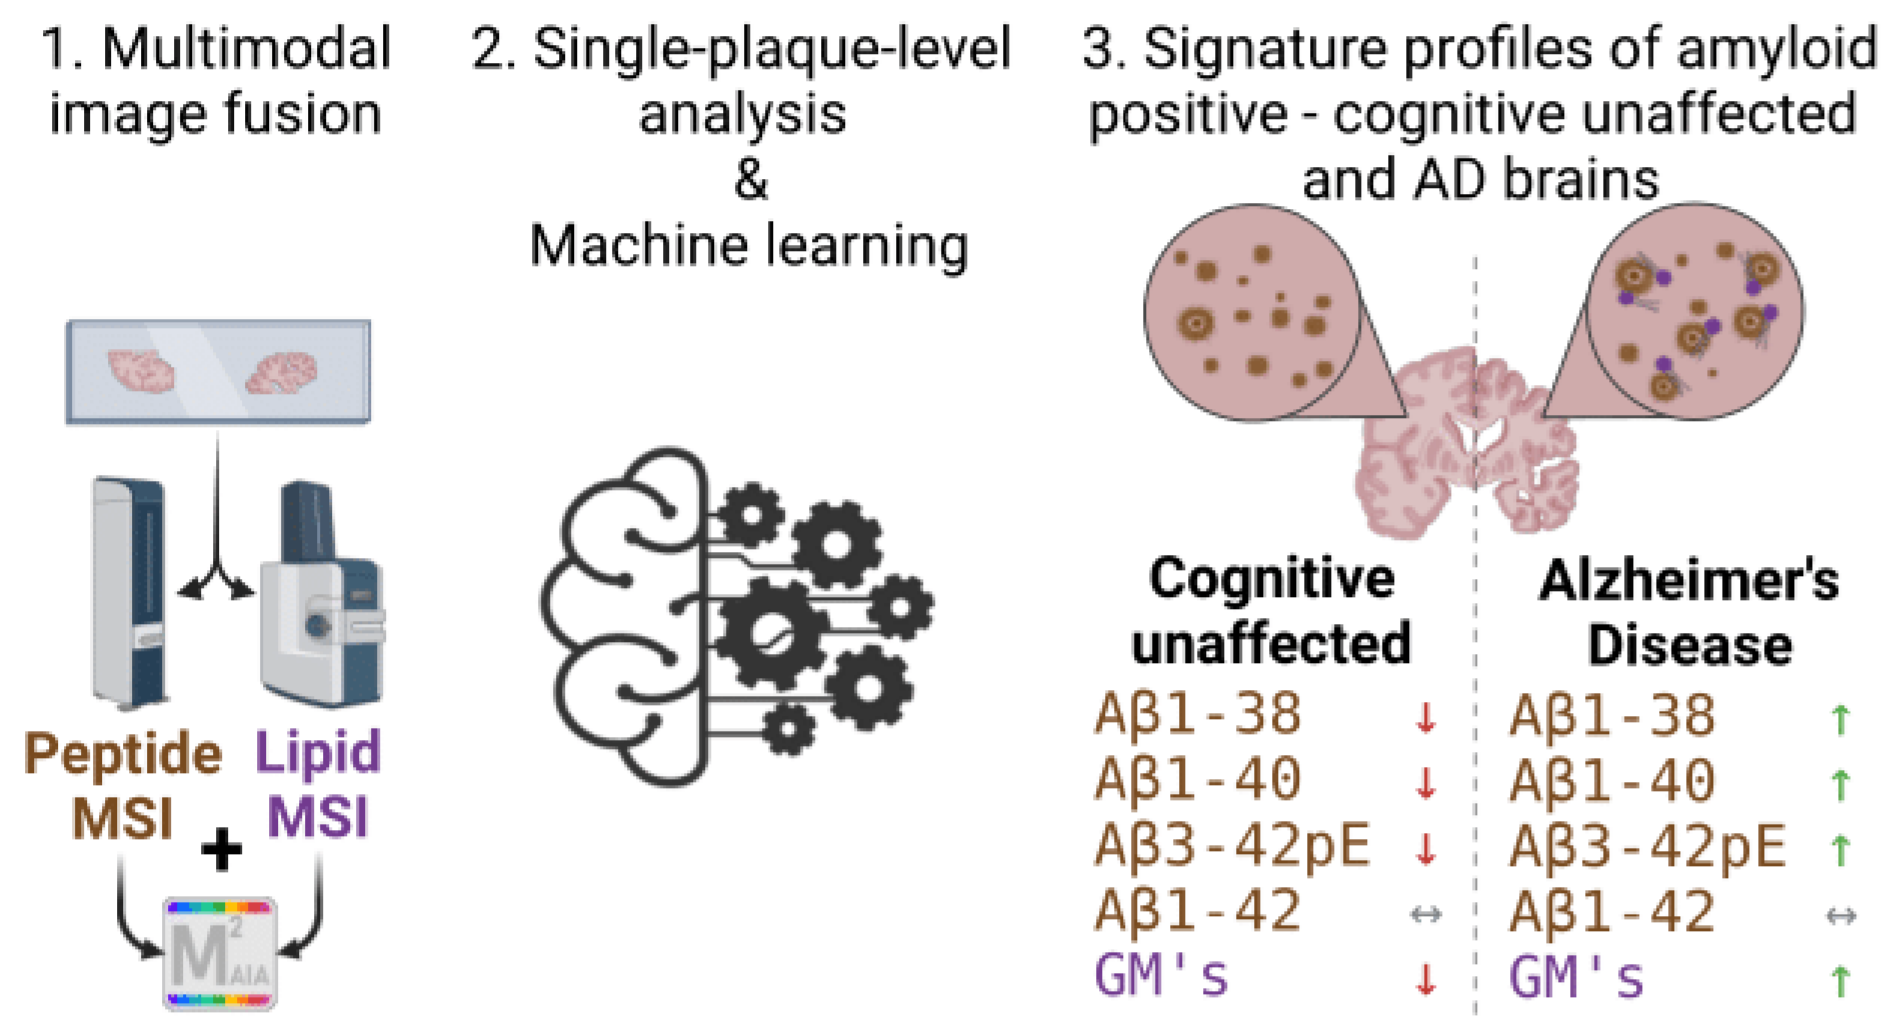 1. Multimodal
image fusion
2. Single-plaque-level
analysis
&
Machine learning
3. Signature profiles of amyloid
positive - cognitive unaffected
and AD brains
Peptide
MSI
Lipid
MSI
+
M²AIA
Cognitive
unaffected
Aβ1-38 ↓
Aβ1-40 ↓
Aβ3-42pE ↓
Aβ1-42 ↔
GM's ↓
Alzheimer's
Disease
Aβ1-38 ↑
Aβ1-40 ↑
Aβ3-42pE ↑
Aβ1-42 ↔
GM's ↑